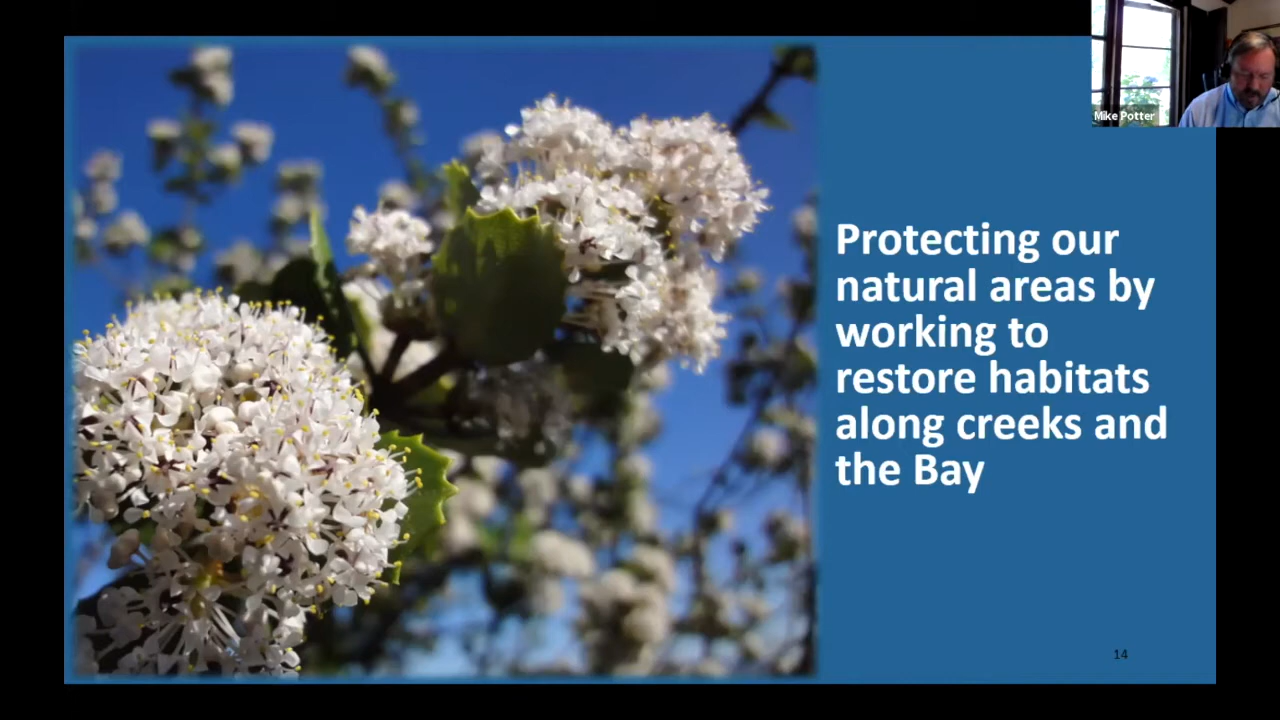 Mike Potter
Protecting our
natural areas by
working to
restore habitats
along creeks and
the Bay
14